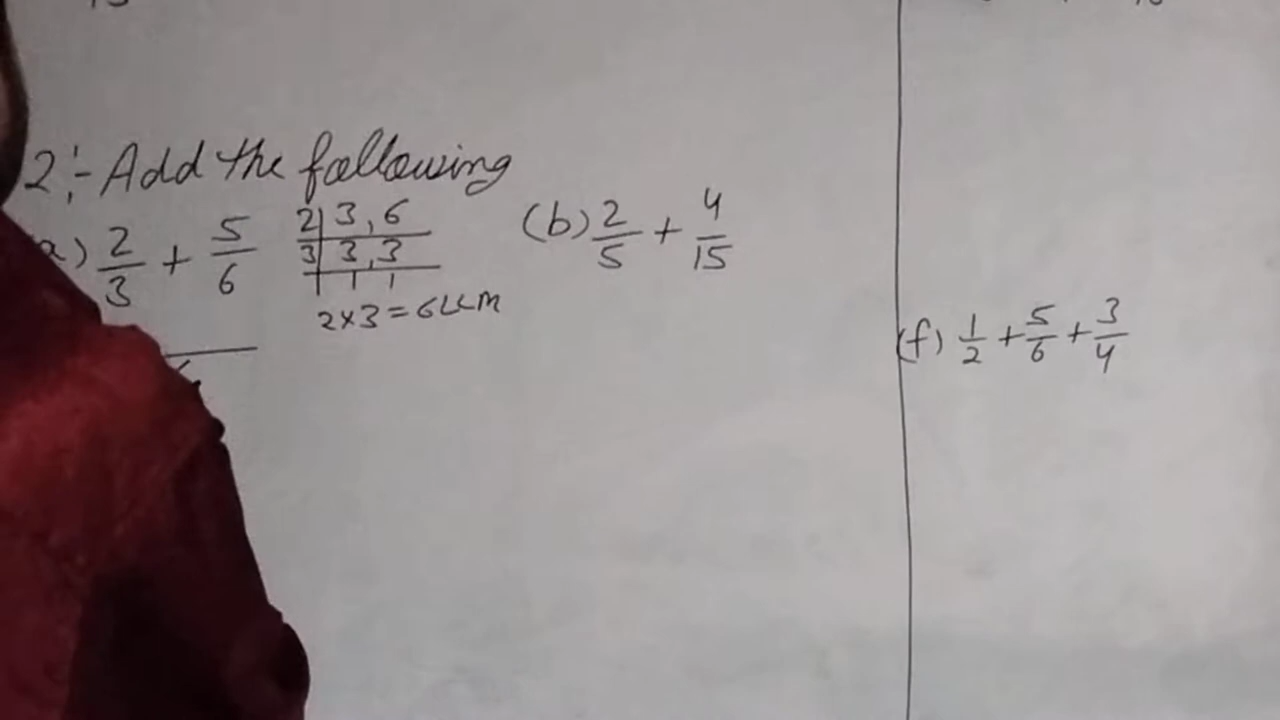 2:- Add the following
a) 2/3 + 5/6
2 | 3, 6
3 | 3, 3
| 1 1
2 x 3 = 6 LCM
(b) 2/5 + 4/15
(f) 1/2 + 5/6 + 3/4